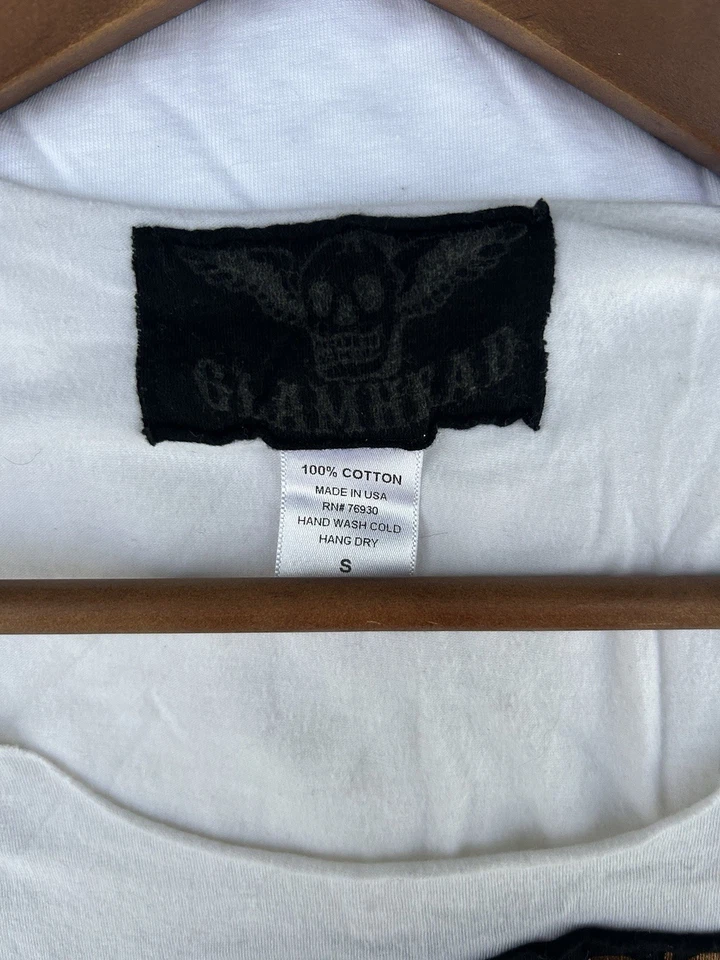 GLAMHEAD
100% COTTON
MADE IN USA
RN# 76930
HAND WASH COLD
HANG DRY
S